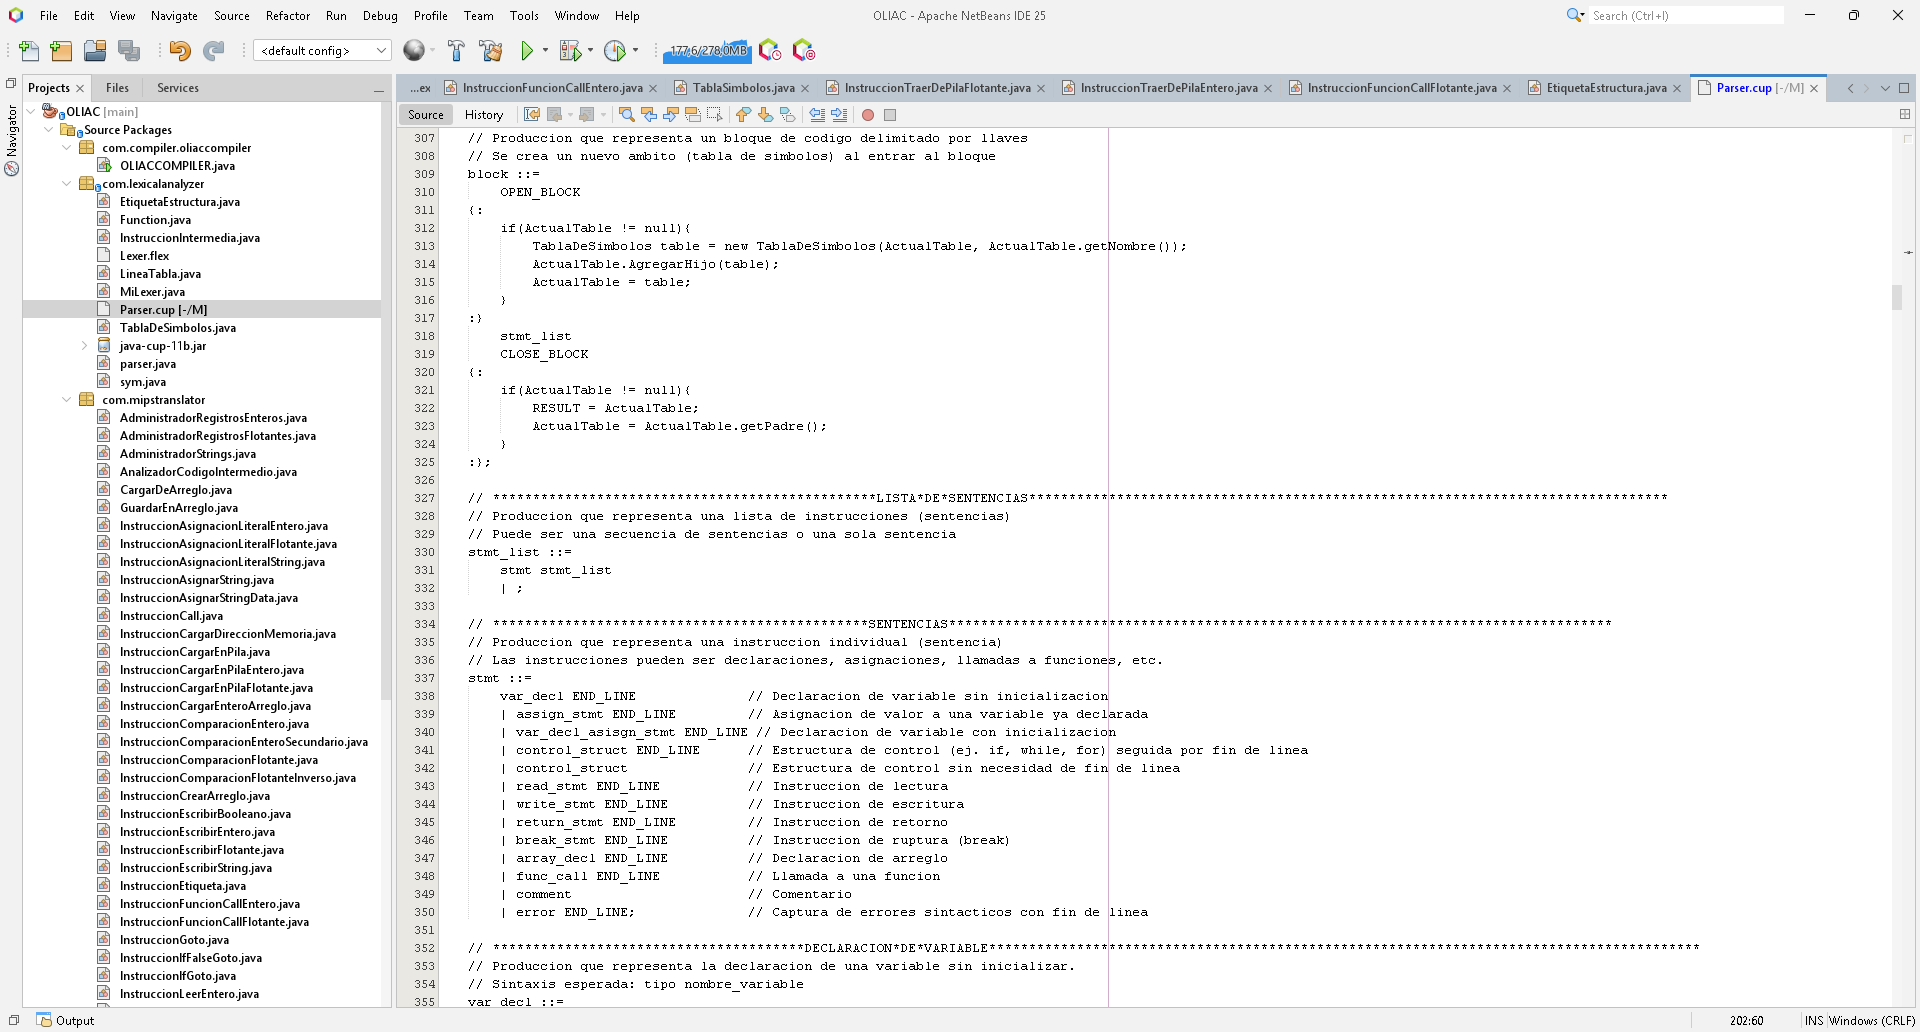 File Edit View Navigate Source Refactor Run Debug Profile Team Tools Window Help
OLIAC - Apache NetBeans IDE 25
Search (Ctrl+I)
<default config>
177,6/278,0MB
Projects Files Services
...ex InstruccionFuncionCallEntero.java TablaSimbolos.java InstruccionTraerDePilaFlotante.java InstruccionTraerDePilaEntero.java InstruccionFuncionCallFlotante.java EtiquetaEstructura.java Parser.cup [-/M]
Source History
Navigator
OLIAC [main]
Source Packages
com.compiler.oliaccompiler
OLIACCOMPILER.java
com.lexicalanalyzer
EtiquetaEstructura.java
Function.java
InstruccionIntermedia.java
Lexer.flex
LineaTabla.java
MiLexer.java
Parser.cup [-/M]
TablaDeSimbolos.java
java-cup-11b.jar
parser.java
sym.java
com.mipstranslator
AdministradorRegistrosEnteros.java
AdministradorRegistrosFlotantes.java
AdministradorStrings.java
AnalizadorCodigoIntermedio.java
CargarDeArreglo.java
GuardarEnArreglo.java
InstruccionAsignacionLiteralEntero.java
InstruccionAsignacionLiteralFlotante.java
InstruccionAsignacionLiteralString.java
InstruccionAsignarString.java
InstruccionAsignarStringData.java
InstruccionCall.java
InstruccionCargarDireccionMemoria.java
InstruccionCargarEnPila.java
InstruccionCargarEnPilaEntero.java
InstruccionCargarEnPilaFlotante.java
InstruccionCargarEnteroArreglo.java
InstruccionComparacionEntero.java
InstruccionComparacionEnteroSecundario.java
InstruccionComparacionFlotante.java
InstruccionComparacionFlotanteInverso.java
InstruccionCrearArreglo.java
InstruccionEscribirBooleano.java
InstruccionEscribirEntero.java
InstruccionEscribirFlotante.java
InstruccionEscribirString.java
InstruccionEtiqueta.java
InstruccionFuncionCallEntero.java
InstruccionFuncionCallFlotante.java
InstruccionGoto.java
InstruccionIfFalseGoto.java
InstruccionIfGoto.java
InstruccionLeerEntero.java
307 // Produccion que representa un bloque de codigo delimitado por llaves
308 // Se crea un nuevo ambito (tabla de simbolos) al entrar al bloque
309 block ::=
310 OPEN_BLOCK
311 {:
312 if(ActualTable != null){
313 TablaDeSimbolos table = new TablaDeSimbolos(ActualTable, ActualTable.getNombre());
314 ActualTable.AgregarHijo(table);
315 ActualTable = table;
316 }
317 :}
318 stmt_list
319 CLOSE_BLOCK
320 {:
321 if(ActualTable != null){
322 RESULT = ActualTable;
323 ActualTable = ActualTable.getPadre();
324 }
325 :};
326
327 // ************************************************LISTA*DE*SENTENCIAS********************************************************************************
328 // Produccion que representa una lista de instrucciones (sentencias)
329 // Puede ser una secuencia de sentencias o una sola sentencia
330 stmt_list ::=
331 stmt stmt_list
332 | ;
333
334 // ***********************************************SENTENCIAS***********************************************************************************
335 // Produccion que representa una instruccion individual (sentencia)
336 // Las instrucciones pueden ser declaraciones, asignaciones, llamadas a funciones, etc.
337 stmt ::=
338 var_decl END_LINE // Declaracion de variable sin inicializacion
339 | assign_stmt END_LINE // Asignacion de valor a una variable ya declarada
340 | var_decl_asisgn_stmt END_LINE // Declaracion de variable con inicializacion
341 | control_struct END_LINE // Estructura de control (ej. if, while, for) seguida por fin de linea
342 | control_struct // Estructura de control sin necesidad de fin de linea
343 | read_stmt END_LINE // Instruccion de lectura
344 | write_stmt END_LINE // Instruccion de escritura
345 | return_stmt END_LINE // Instruccion de retorno
346 | break_stmt END_LINE // Instruccion de ruptura (break)
347 | array_decl END_LINE // Declaracion de arreglo
348 | func_call END_LINE // Llamada a una funcion
349 | comment // Comentario
350 | error END_LINE; // Captura de errores sintacticos con fin de linea
351
352 // ***************************************DECLARACION*DE*VARIABLE*****************************************************************************************
353 // Produccion que representa la declaracion de una variable sin inicializar.
354 // Sintaxis esperada: tipo nombre_variable
355 var_decl ::=
Output
202:60 INS Windows (CRLF)